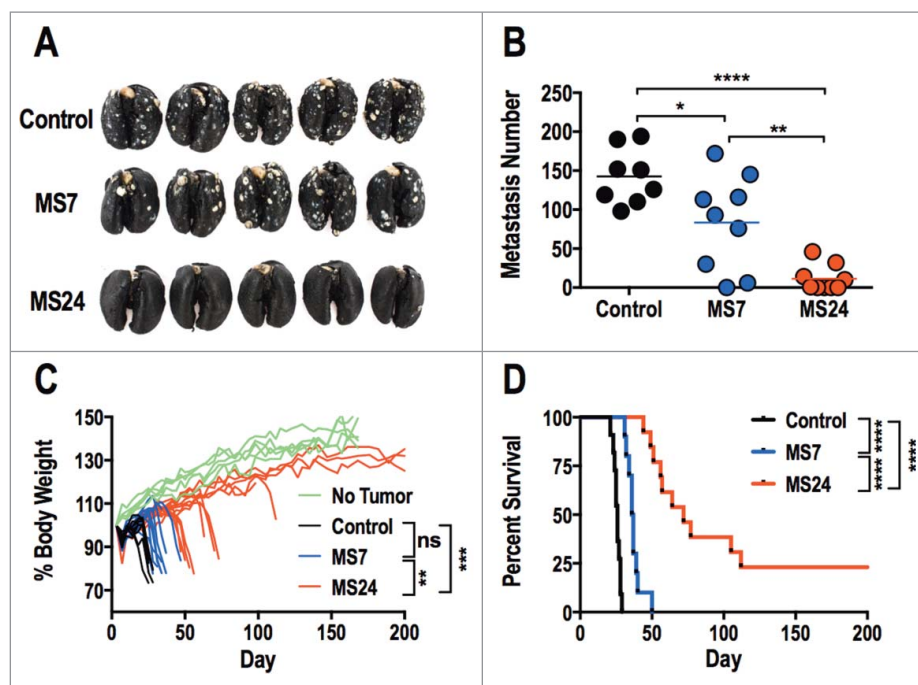 A
Control
MS7
MS24
B
Metastasis Number
250
200
150
100
50
0
****
*
**
Control MS7 MS24
C
% Body Weight
150
130
110
90
70
No Tumor
Control
MS7
MS24
ns
**
***
0 50 100 150 200
Day
D
Percent Survival
100
75
50
25
0
Control
MS7
MS24
****
****
****
0 50 100 150 200
Day